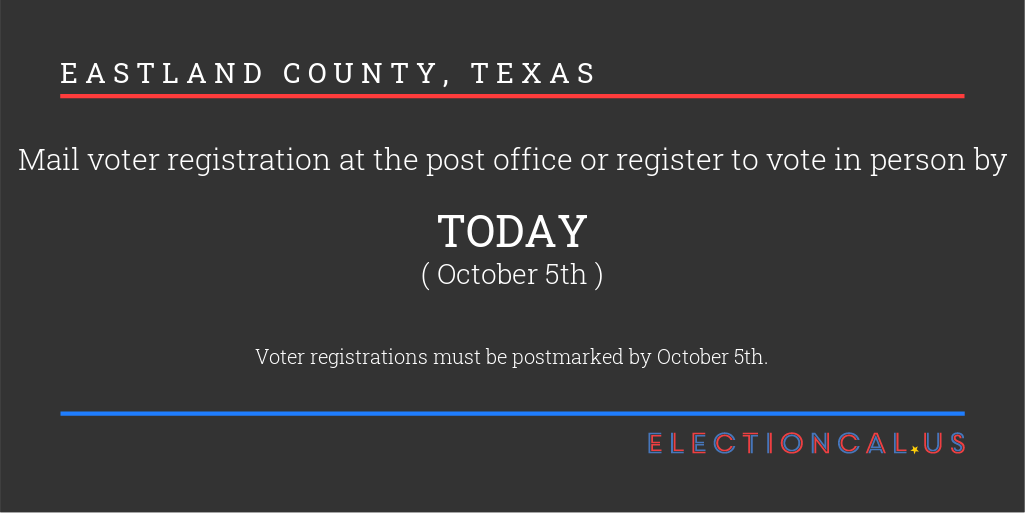 EASTLAND COUNTY, TEXAS
Mail voter registration at the post office or register to vote in person by
TODAY
( October 5th )
Voter registrations must be postmarked by October 5th.
ELECTIONCAL.US